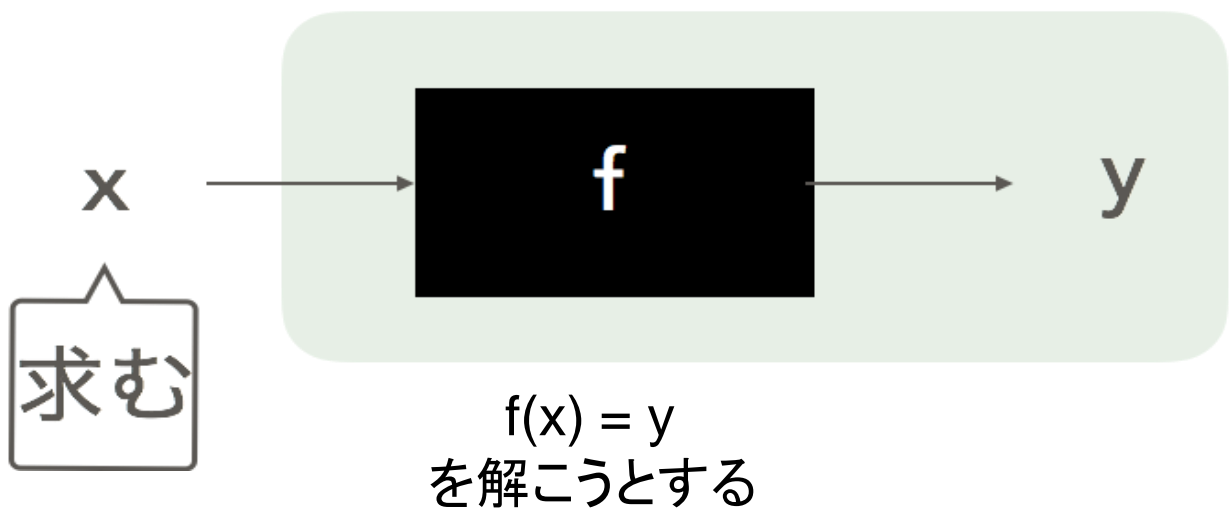 x
f
y
求む
f(x) = y
を解こうとする